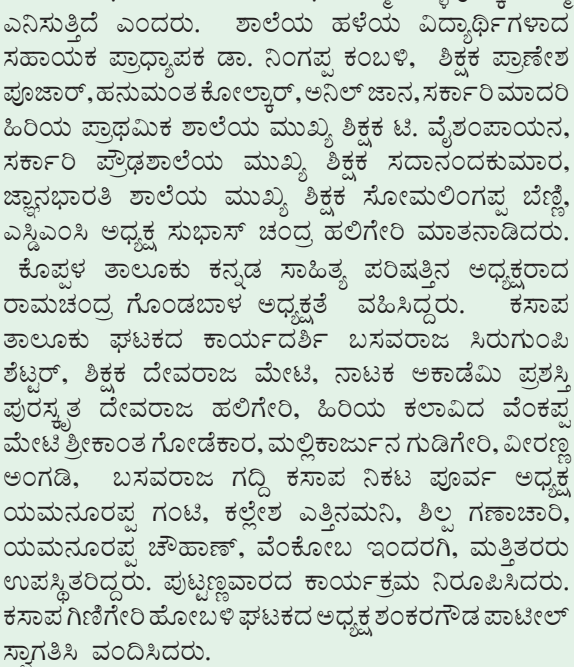 ಎನಿಸುತ್ತಿದೆ ಎಂದರು. ಶಾಲೆಯ ಹಳೆಯ ವಿದ್ಯಾರ್ಥಿಗಳಾದ
ಸಹಾಯಕ ಪ್ರಾಧ್ಯಾಪಕ ಡಾ. ನಿಂಗಪ್ಪ ಕಂಬಳಿ, ಶಿಕ್ಷಕ ಪ್ರಾಣೇಶ
ಪೂಜಾರ್, ಹನುಮಂತ ಕೋಲ್ಕಾರ್, ಅನಿಲ್ ಜಾನ, ಸರ್ಕಾರಿ ಮಾದರಿ
ಹಿರಿಯ ಪ್ರಾಥಮಿಕ ಶಾಲೆಯ ಮುಖ್ಯ ಶಿಕ್ಷಕ ಟಿ. ವೈಶಂಪಾಯನ,
ಸರ್ಕಾರಿ ಪ್ರೌಢಶಾಲೆಯ ಮುಖ್ಯ ಶಿಕ್ಷಕ ಸದಾನಂದಕುಮಾರ,
ಜ್ಞಾನಭಾರತಿ ಶಾಲೆಯ ಮುಖ್ಯ ಶಿಕ್ಷಕ ಸೋಮಲಿಂಗಪ್ಪ ಬೆಣ್ಣಿ,
ಎಸ್ಡಿಎಂಸಿ ಅಧ್ಯಕ್ಷ ಸುಭಾಸ್ ಚಂದ್ರ ಹಲಿಗೇರಿ ಮಾತನಾಡಿದರು.
ಕೊಪ್ಪಳ ತಾಲೂಕು ಕನ್ನಡ ಸಾಹಿತ್ಯ ಪರಿಷತ್ತಿನ ಅಧ್ಯಕ್ಷರಾದ
ರಾಮಚಂದ್ರ ಗೊಂಡಬಾಳ ಅಧ್ಯಕ್ಷತೆ ವಹಿಸಿದ್ದರು. ಕಸಾಪ
ತಾಲೂಕು ಘಟಕದ ಕಾರ್ಯದರ್ಶಿ ಬಸವರಾಜ ಸಿರುಗುಂಪಿ
ಶೆಟ್ಟರ್, ಶಿಕ್ಷಕ ದೇವರಾಜ ಮೇಟಿ, ನಾಟಕ ಅಕಾಡೆಮಿ ಪ್ರಶಸ್ತಿ
ಪುರಸ್ಕೃತ ದೇವರಾಜ ಹಲಿಗೇರಿ, ಹಿರಿಯ ಕಲಾವಿದ ವೆಂಕಪ್ಪ
ಮೇಟಿ ಶ್ರೀಕಾಂತ ಗೋಡೆಕಾರ, ಮಲ್ಲಿಕಾರ್ಜುನ ಗುಡಿಗೇರಿ, ವೀರಣ್ಣ
ಅಂಗಡಿ, ಬಸವರಾಜ ಗದ್ದಿ ಕಸಾಪ ನಿಕಟ ಪೂರ್ವ ಅಧ್ಯಕ್ಷ
ಯಮನೂರಪ್ಪ ಗಂಟಿ, ಕಲ್ಲೇಶ ಎತ್ತಿನಮನಿ, ಶಿಲ್ಪ ಗಣಾಚಾರಿ,
ಯಮನೂರಪ್ಪ ಚೌಹಾಣ್, ವೆಂಕೋಬ ಇಂದರಗಿ, ಮತ್ತಿತರರು
ಉಪಸ್ಥಿತರಿದ್ದರು. ಪುಟ್ಟಣ್ಣವಾರದ ಕಾರ್ಯಕ್ರಮ ನಿರೂಪಿಸಿದರು.
ಕಸಾಪ ಗಿಣಿಗೇರಿ ಹೋಬಳಿ ಘಟಕದ ಅಧ್ಯಕ್ಷ ಶಂಕರಗೌಡ ಪಾಟೀಲ್
ಸ್ವಾಗತಿಸಿ ವಂದಿಸಿದರು.